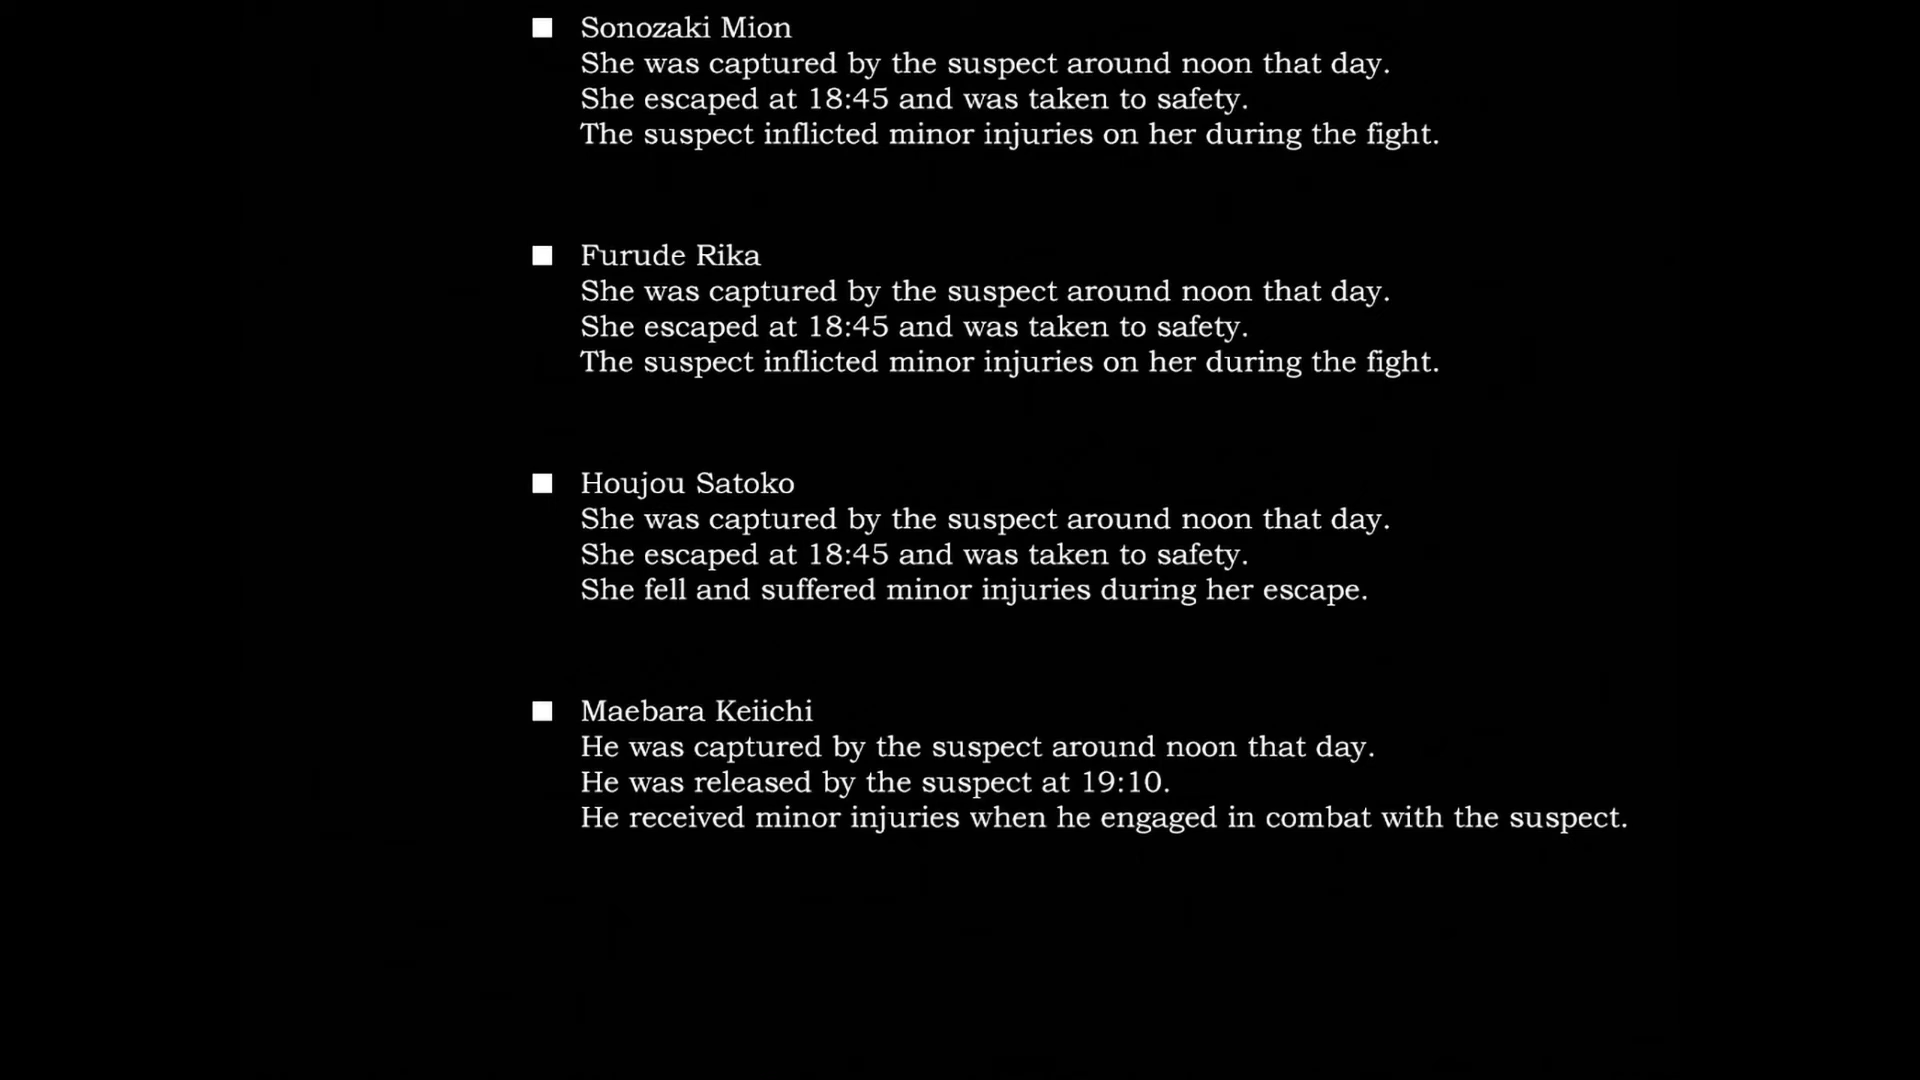 ■ Sonozaki Mion
She was captured by the suspect around noon that day.
She escaped at 18:45 and was taken to safety.
The suspect inflicted minor injuries on her during the fight.
■ Furude Rika
She was captured by the suspect around noon that day.
She escaped at 18:45 and was taken to safety.
The suspect inflicted minor injuries on her during the fight.
■ Houjou Satoko
She was captured by the suspect around noon that day.
She escaped at 18:45 and was taken to safety.
She fell and suffered minor injuries during her escape.
■ Maebara Keiichi
He was captured by the suspect around noon that day.
He was released by the suspect at 19:10.
He received minor injuries when he engaged in combat with the suspect.